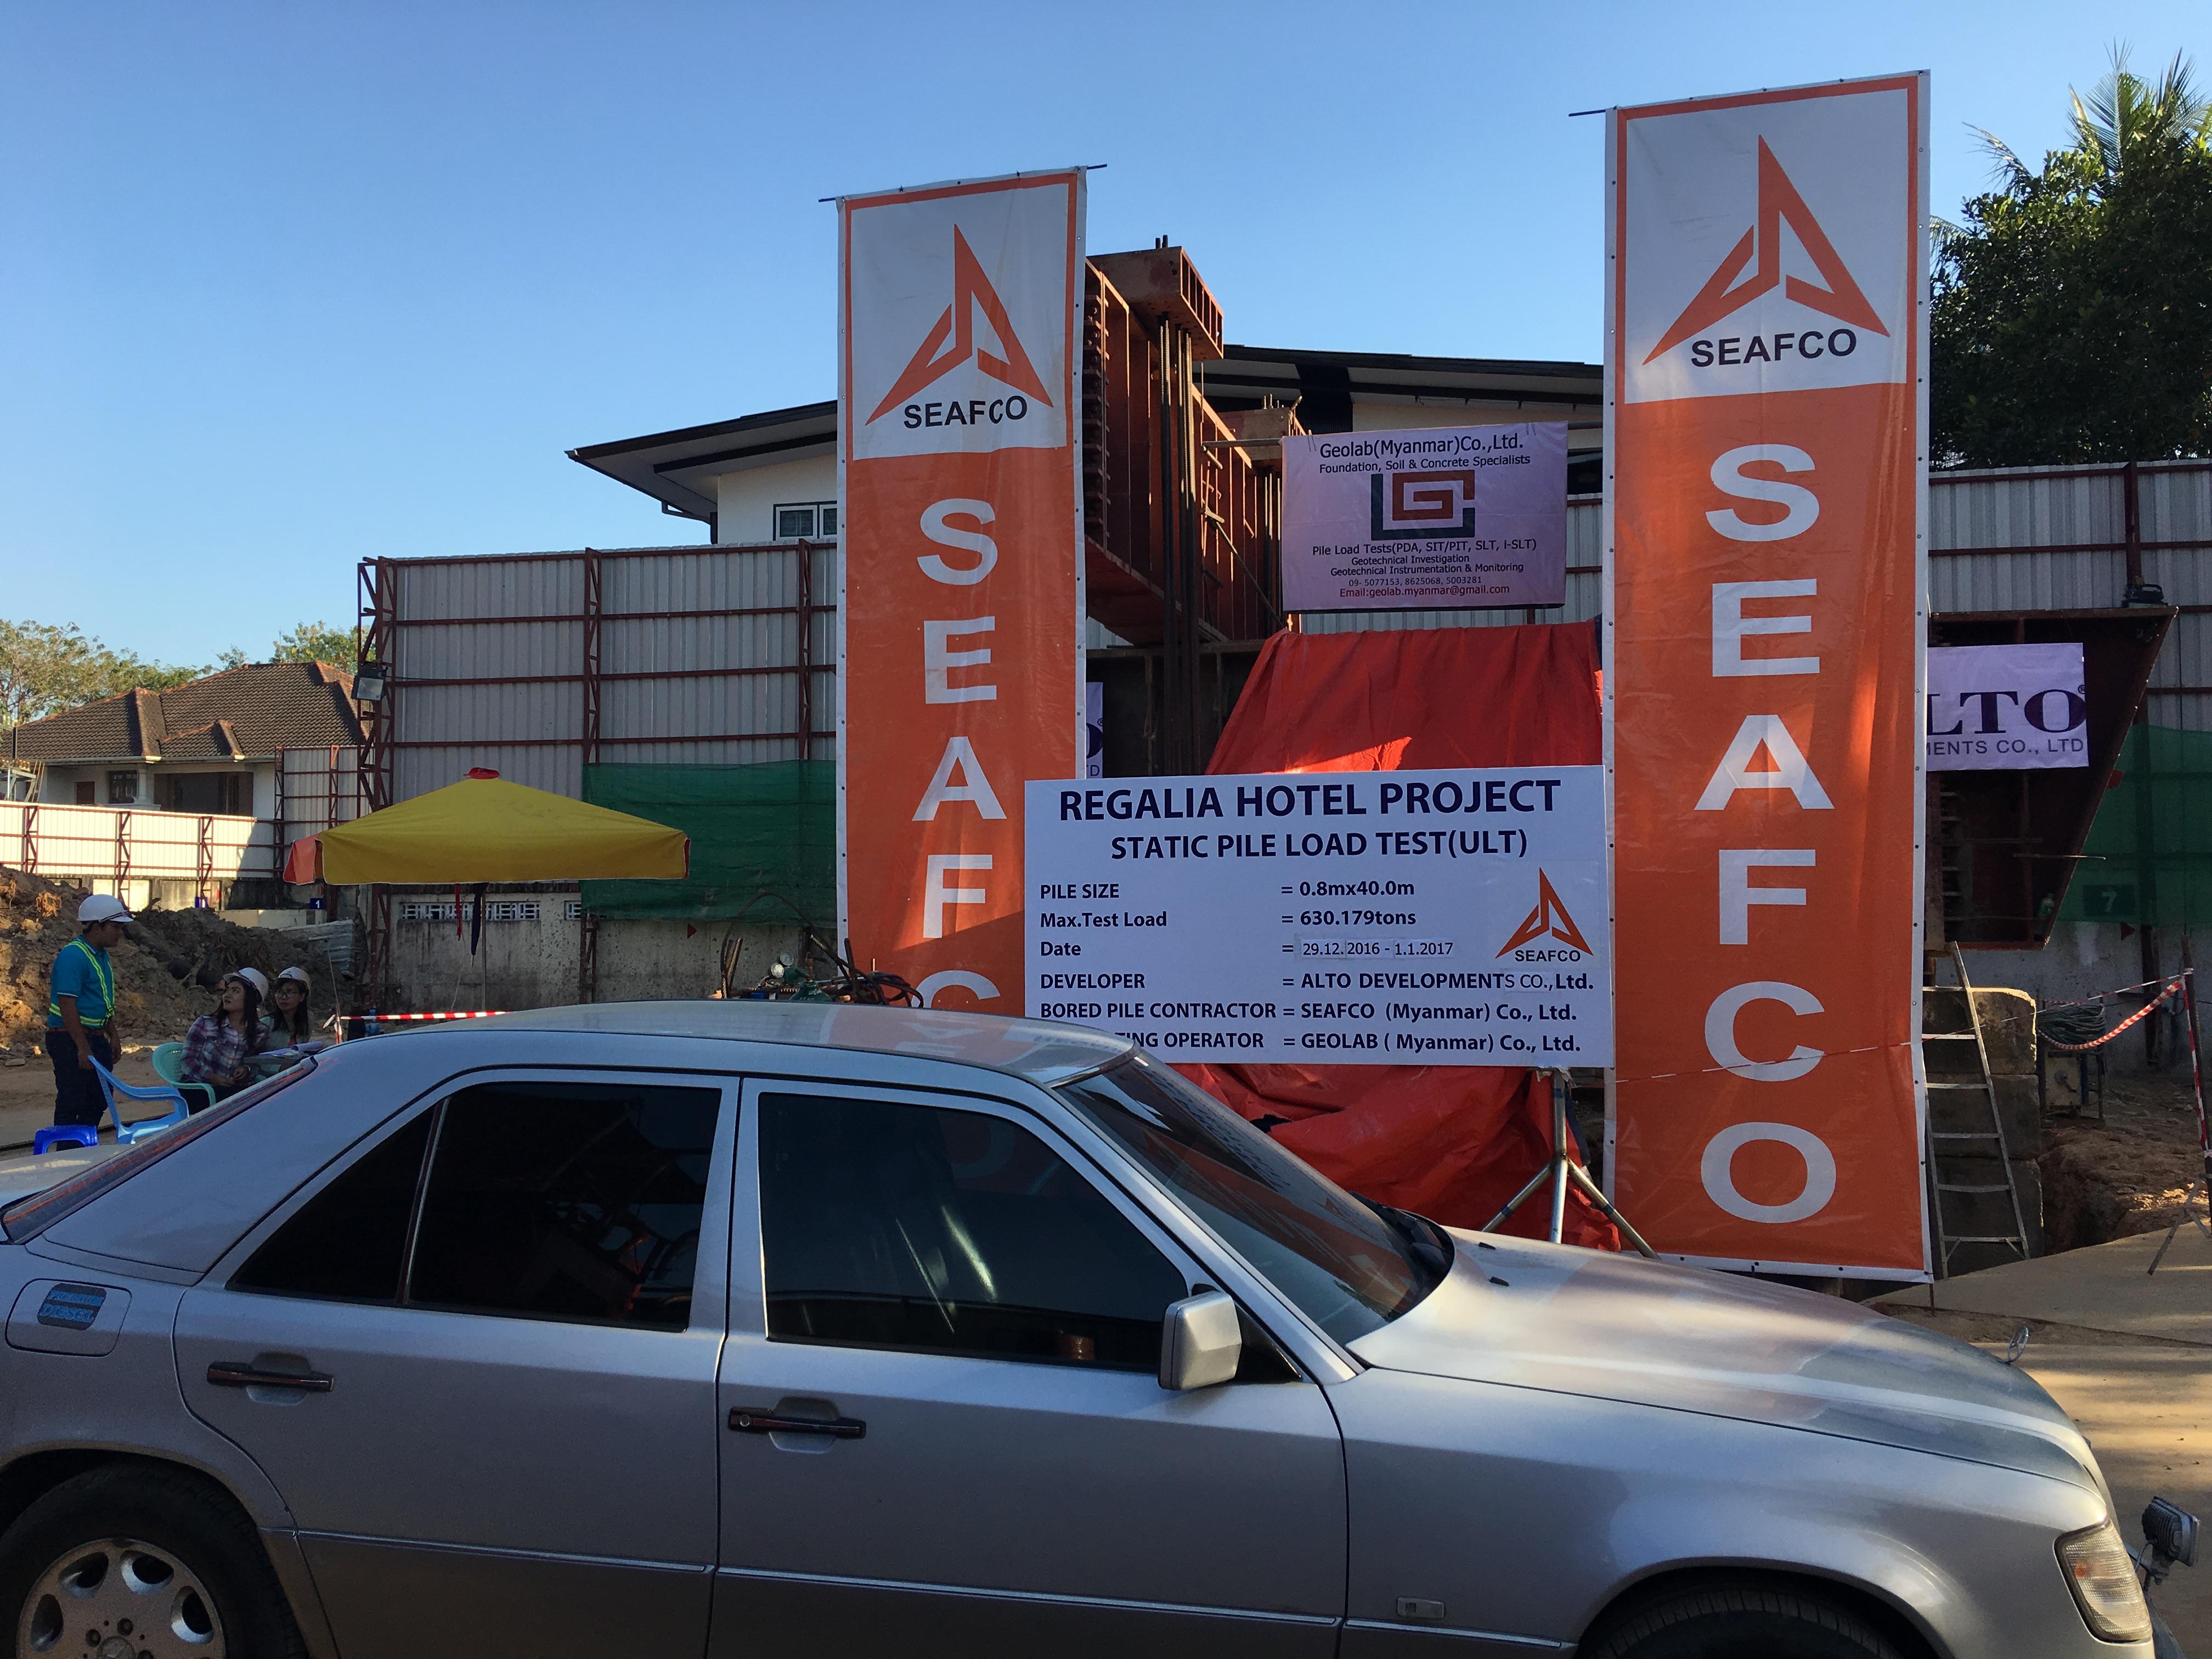 SEAFCO
SEAFC
SEAFCO
SEAFCO
Geolab(Myanmar)Co.,Ltd.
Foundation, Soil & Concrete Specialists
Pile Load Tests(PDA, SIT/PIT, SLT, I-SLT)
Geotechnical Investigation
Geotechnical Instrumentation & Monitoring
09- 5077153, 8625068, 5003281
Email:geolab.myanmar@gmail.com
LTO®
MENTS CO., LTD
REGALIA HOTEL PROJECT
STATIC PILE LOAD TEST(ULT)
PILE SIZE = 0.8mx40.0m
Max.Test Load = 630.179tons
Date = 29.12.2016 - 1.1.2017
SEAFCO
DEVELOPER = ALTO DEVELOPMENTS CO.,Ltd.
BORED PILE CONTRACTOR = SEAFCO (Myanmar) Co., Ltd.
ING OPERATOR = GEOLAB ( Myanmar) Co., Ltd.
7
1
DIESEL